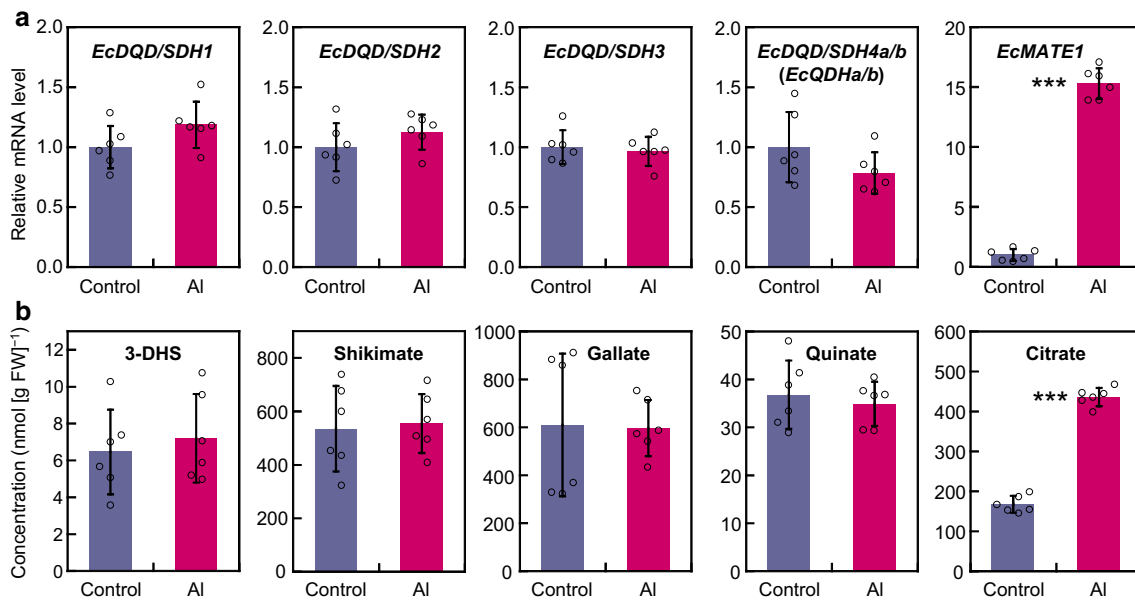 a
Relative mRNA level
EcDQD/SDH1
2.0
1.5
1.0
0.5
0.0
Control
Al
EcDQD/SDH2
2.0
1.5
1.0
0.5
0.0
Control
Al
EcDQD/SDH3
2.0
1.5
1.0
0.5
0.0
Control
Al
EcDQD/SDH4a/b
(EcQDHa/b)
2.0
1.5
1.0
0.5
0.0
Control
Al
EcMATE1
20
15
10
5
0
***
Control
Al
b
Concentration (nmol [g FW]⁻¹)
3-DHS
12
10
8
6
4
2
0
Control
Al
Shikimate
800
600
400
200
0
Control
Al
Gallate
1000
800
600
400
200
0
Control
Al
Quinate
50
40
30
20
10
0
Control
Al
Citrate
600
500
400
300
200
100
0
***
Control
Al